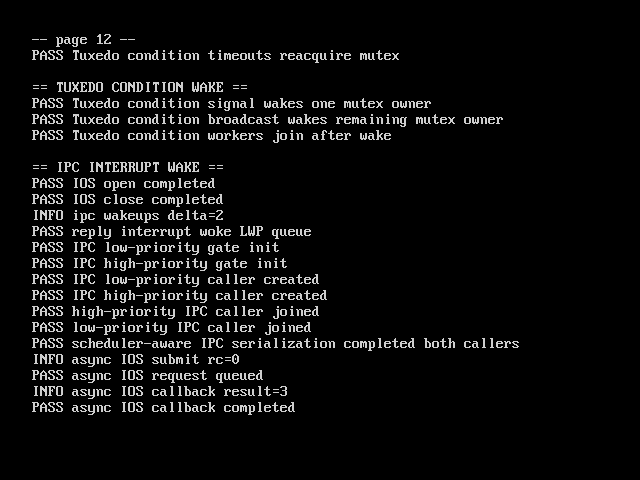 -- page 12 --
PASS Tuxedo condition timeouts reacquire mutex
== TUXEDO CONDITION WAKE ==
PASS Tuxedo condition signal wakes one mutex owner
PASS Tuxedo condition broadcast wakes remaining mutex owner
PASS Tuxedo condition workers join after wake
== IPC INTERRUPT WAKE ==
PASS IOS open completed
PASS IOS close completed
INFO ipc wakeups delta=2
PASS reply interrupt woke LWP queue
PASS IPC low-priority gate init
PASS IPC high-priority gate init
PASS IPC low-priority caller created
PASS IPC high-priority caller created
PASS high-priority IPC caller joined
PASS low-priority IPC caller joined
PASS scheduler-aware IPC serialization completed both callers
INFO async IOS submit rc=0
PASS async IOS request queued
INFO async IOS callback result=3
PASS async IOS callback completed